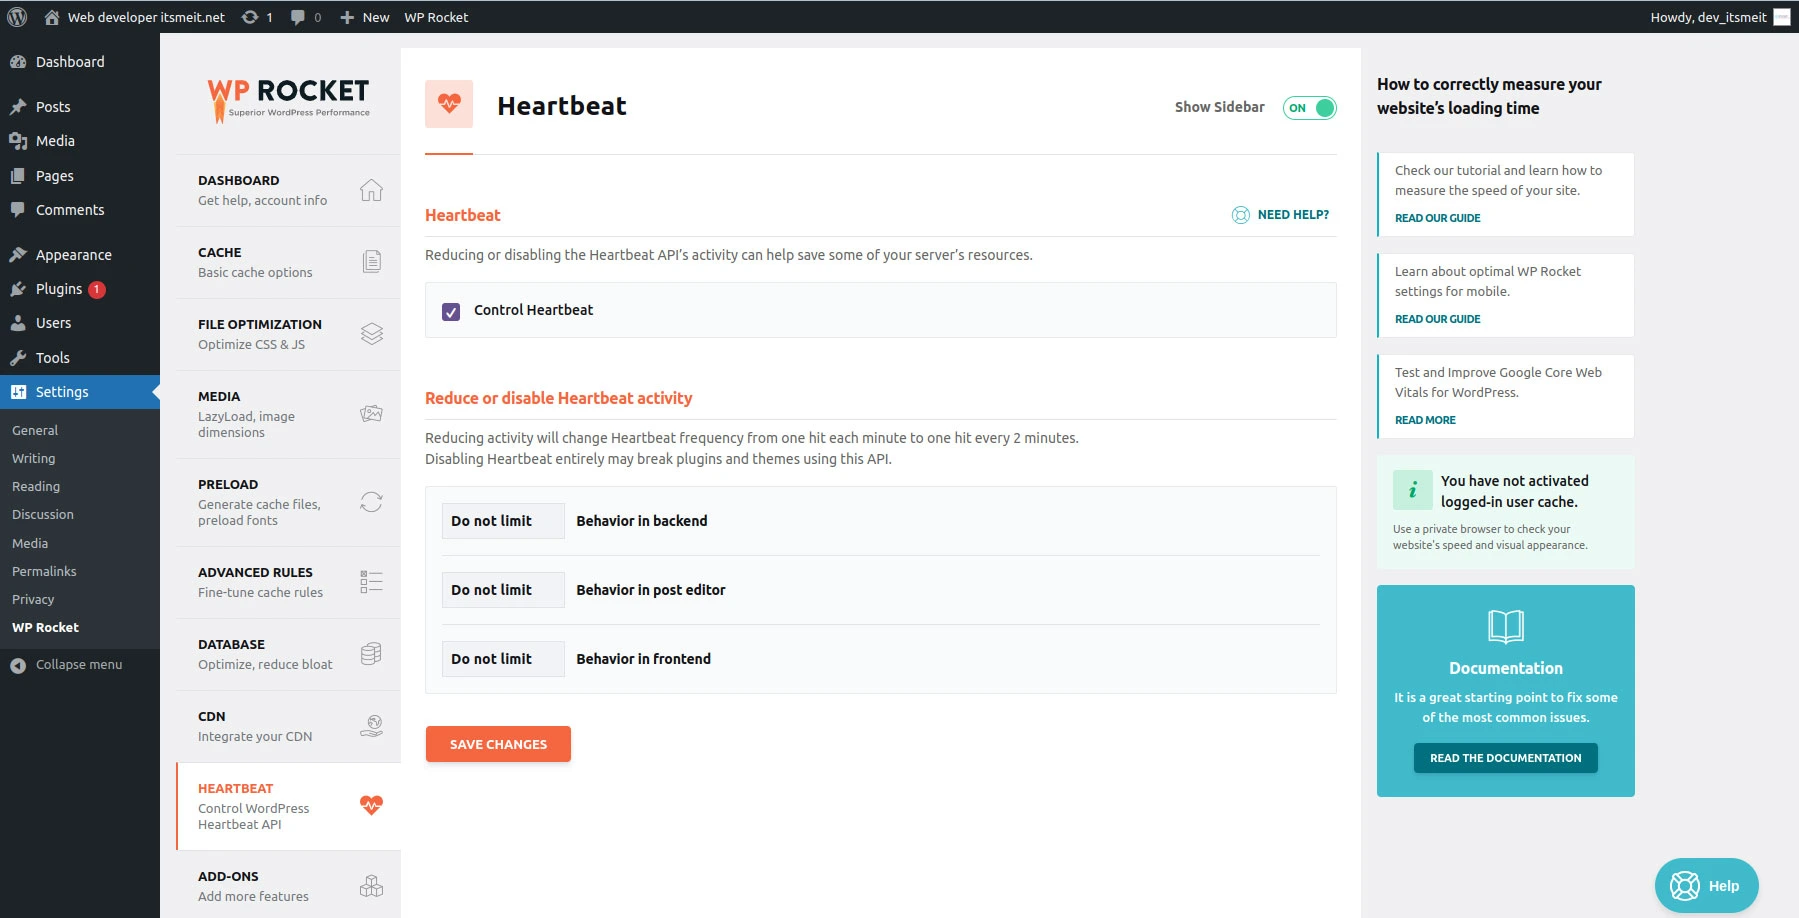 Web developer itsmeit.net
1
0
New
WP Rocket
Howdy, dev_itsmeit
Dashboard
Posts
Media
Pages
Comments
Appearance
Plugins 1
Users
Tools
Settings
General
Writing
Reading
Discussion
Media
Permalinks
Privacy
WP Rocket
Collapse menu
WP ROCKET
Superior WordPress Performance
DASHBOARD
Get help, account info
CACHE
Basic cache options
FILE OPTIMIZATION
Optimize CSS & JS
MEDIA
LazyLoad, image
dimensions
PRELOAD
Generate cache files,
preload fonts
ADVANCED RULES
Fine-tune cache rules
DATABASE
Optimize, reduce bloat
CDN
Integrate your CDN
HEARTBEAT
Control WordPress
Heartbeat API
ADD-ONS
Add more features
Heartbeat
Show Sidebar
ON
Heartbeat
NEED HELP?
Reducing or disabling the Heartbeat API’s activity can help save some of your server’s resources.
Control Heartbeat
Reduce or disable Heartbeat activity
Reducing activity will change Heartbeat frequency from one hit each minute to one hit every 2 minutes.
Disabling Heartbeat entirely may break plugins and themes using this API.
Do not limit Behavior in backend
Do not limit Behavior in post editor
Do not limit Behavior in frontend
SAVE CHANGES
How to correctly measure your
website’s loading time
Check our tutorial and learn how to
measure the speed of your site.
READ OUR GUIDE
Learn about optimal WP Rocket
settings for mobile.
READ OUR GUIDE
Test and Improve Google Core Web
Vitals for WordPress.
READ MORE
i
You have not activated
logged-in user cache.
Use a private browser to check your
website's speed and visual appearance.
Documentation
It is a great starting point to fix some
of the most common issues.
READ THE DOCUMENTATION
Help